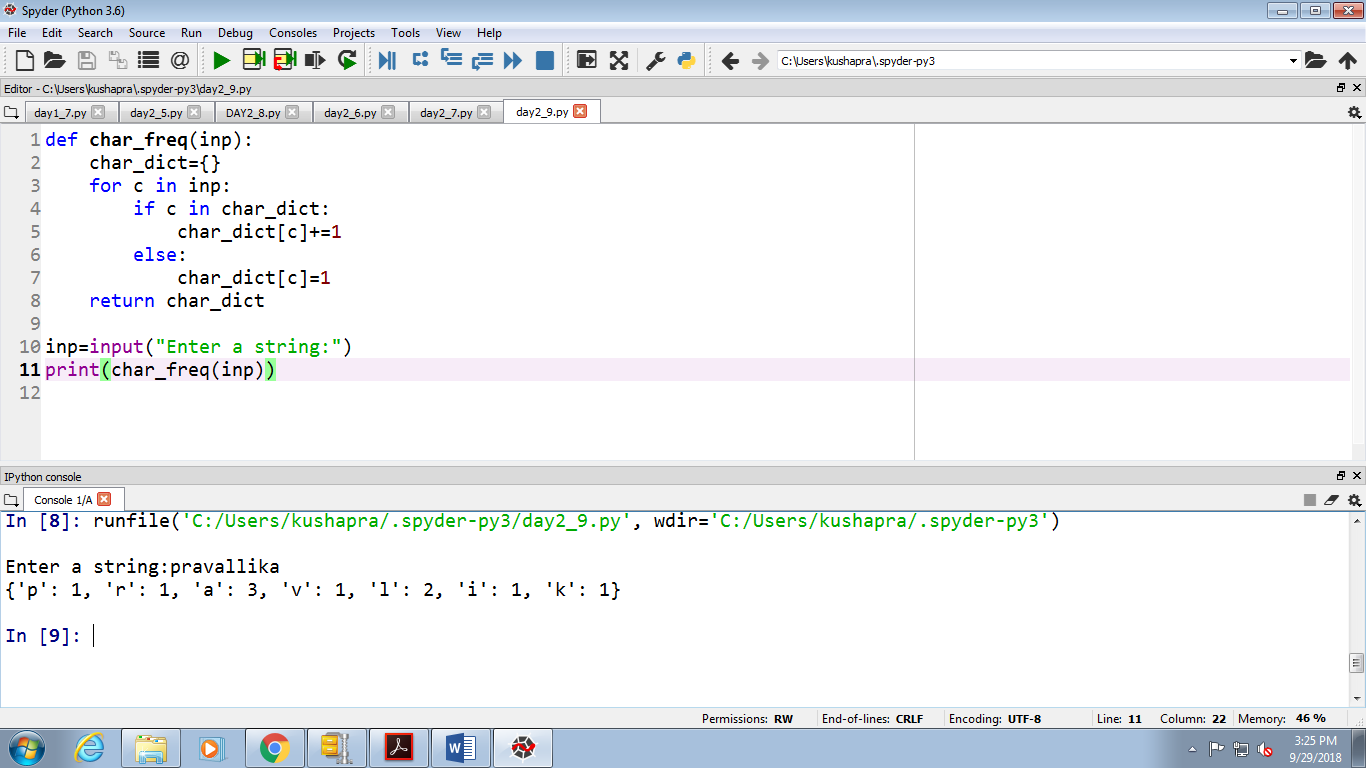 Spyder (Python 3.6)
File Edit Search Source Run Debug Consoles Projects Tools View Help
C:\Users\kushapra\.spyder-py3
Editor - C:\Users\kushapra\.spyder-py3\day2_9.py
day1_7.py day2_5.py DAY2_8.py day2_6.py day2_7.py day2_9.py
1 def char_freq(inp):
2     char_dict={}
3     for c in inp:
4         if c in char_dict:
5             char_dict[c]+=1
6         else:
7             char_dict[c]=1
8     return char_dict
9
10 inp=input("Enter a string:")
11 print(char_freq(inp))
12
IPython console
Console 1/A
In [8]: runfile('C:/Users/kushapra/.spyder-py3/day2_9.py', wdir='C:/Users/kushapra/.spyder-py3')
Enter a string:pravallika
{'p': 1, 'r': 1, 'a': 3, 'v': 1, 'l': 2, 'i': 1, 'k': 1}
In [9]:
Permissions: RW End-of-lines: CRLF Encoding: UTF-8 Line: 11 Column: 22 Memory: 46 %
3:25 PM
9/29/2018